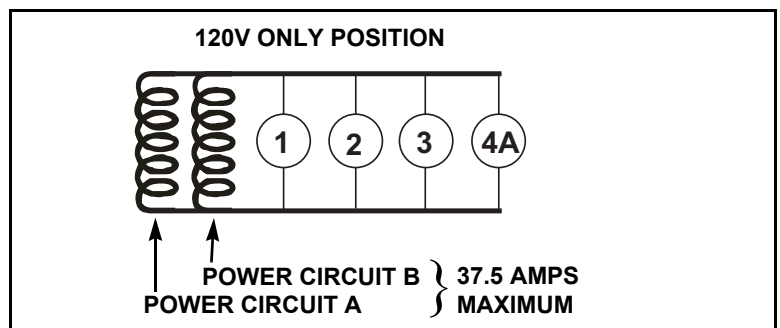 120V ONLY POSITION
1 2 3 4A
POWER CIRCUIT B } 37.5 AMPS
POWER CIRCUIT A } MAXIMUM